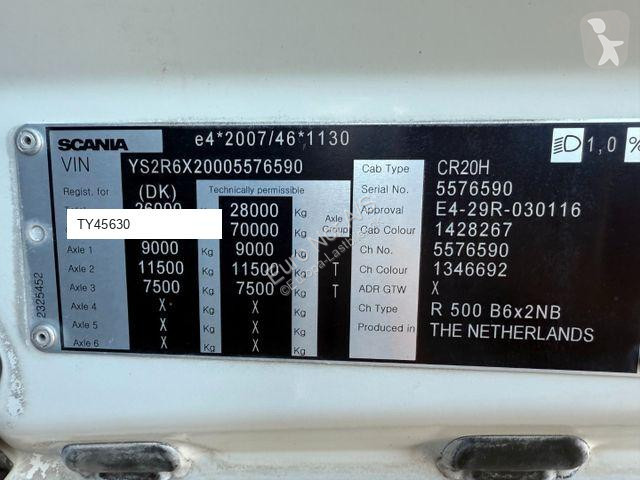 SCANIA e4*2007/46*1130 1,0 %
VIN YS2R6X20005576590 Cab Type CR20H
Regist. for (DK) Technically permissible Serial No. 5576590
28000 Kg Axle Group Approval E4-29R-030116
TY45630 70000 Kg Cab Colour 1428267
Axle 1 9000 Kg 9000 Kg Ch No. 5576590
Axle 2 11500 Kg 11500 Kg T Ch Colour 1346692
Axle 3 7500 Kg 7500 Kg T ADR GTW X
Axle 4 X Kg X Kg Ch Type R 500 B6x2NB
Axle 5 X Kg X Kg Produced in THE NETHERLANDS
Axle 6 X Kg X Kg
2325452